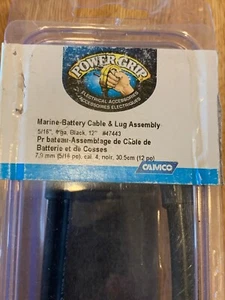 POWER GRIP
ELECTRICAL ACCESSORIES
ACCESSOIRES ÉLECTRIQUES
Marine-Battery Cable & Lug Assembly
5/16", Black, 12" #47443
Pr bateau-Assemblage de Câble de
Batterie et de Cosses
7,9 mm (5/16 po), cal. 4, noir, 30,5cm (12 po)
CAMCO